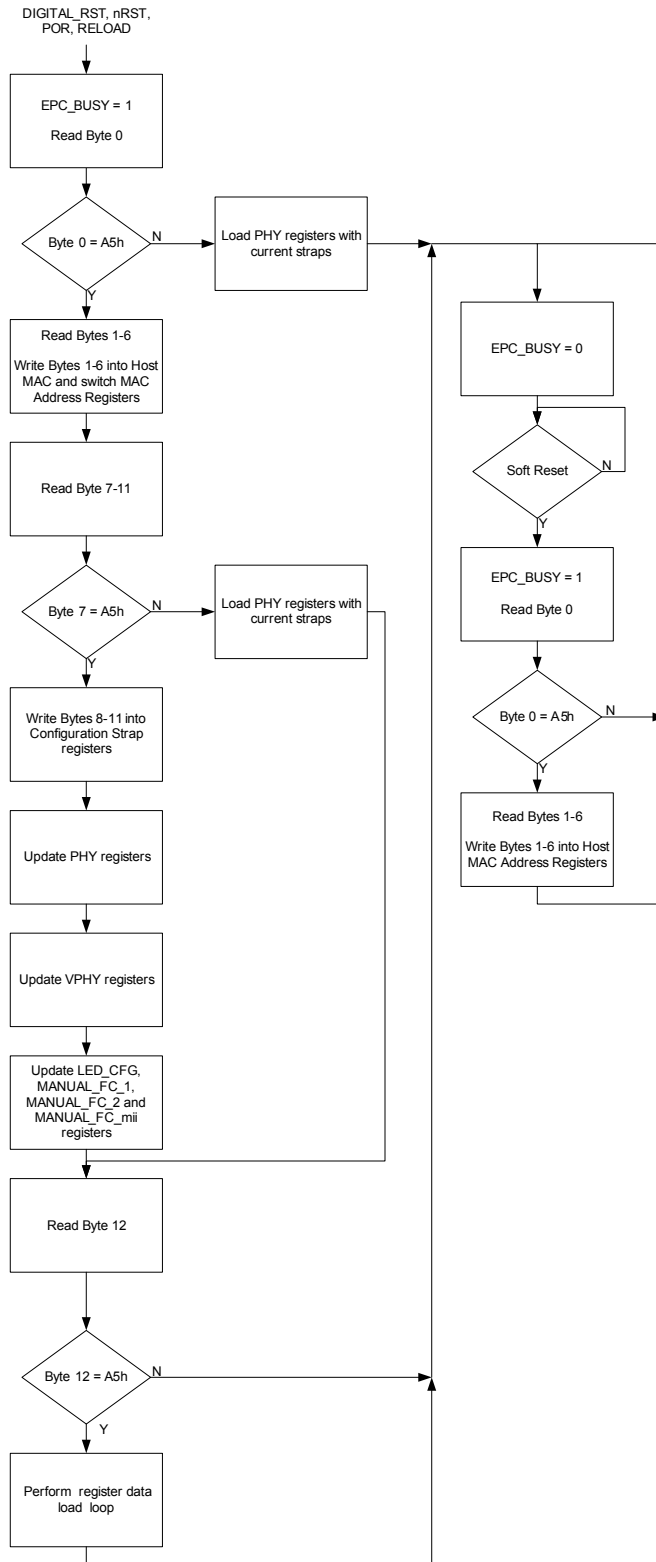 DIGITAL_RST, nRST,
POR, RELOAD
EPC_BUSY = 1
Read Byte 0
Byte 0 = A5h
N
Y
Load PHY registers with
current straps
Read Bytes 1-6
Write Bytes 1-6 into Host
MAC and switch MAC
Address Registers
Read Byte 7-11
Byte 7 = A5h
N
Y
Load PHY registers with
current straps
Write Bytes 8-11 into
Configuration Strap
registers
Update PHY registers
Update VPHY registers
Update LED_CFG,
MANUAL_FC_1,
MANUAL_FC_2 and
MANUAL_FC_mii
registers
Read Byte 12
Byte 12 = A5h
N
Y
Perform register data
load loop
EPC_BUSY = 0
Soft Reset
N
Y
EPC_BUSY = 1
Read Byte 0
Byte 0 = A5h
N
Y
Read Bytes 1-6
Write Bytes 1-6 into Host
MAC Address Registers